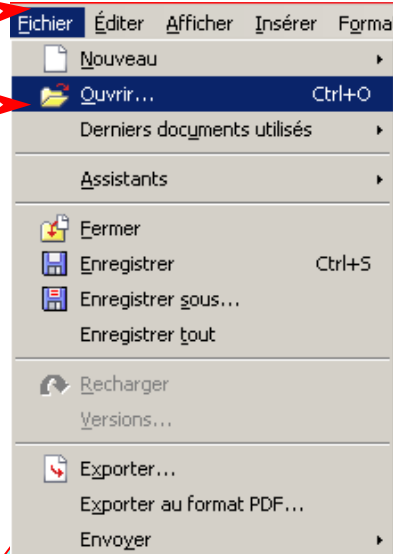 Fichier Éditer Afficher Insérer Forma
Nouveau
Ouvrir... Ctrl+O
Derniers documents utilisés
Assistants
Fermer
Enregistrer Ctrl+S
Enregistrer sous...
Enregistrer tout
Recharger
Versions...
Exporter...
Exporter au format PDF...
Envoyer